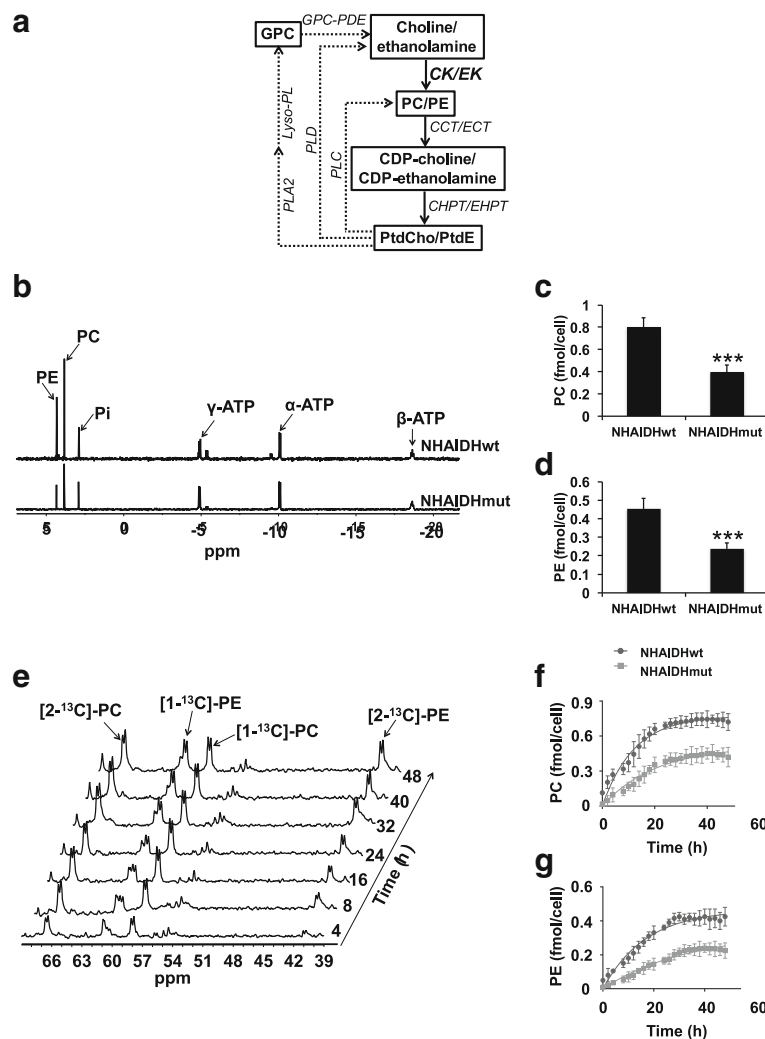 a
GPC
GPC-PDE
Choline/
ethanolamine
CK/EK
PC/PE
CCT/ECT
CDP-choline/
CDP-ethanolamine
CHPT/EHPT
PtdCho/PtdE
Lyso-PL
PLA2
PLD
PLC
b
PC
PE
Pi
γ-ATP
α-ATP
β-ATP
NHAIDHwt
NHAIDHmut
5 0 -5 -10 -15 -20
ppm
c
PC (fmol/cell)
1
0.8
0.6
0.4
0.2
0
***
NHAIDHwt NHAIDHmut
d
PE (fmol/cell)
0.6
0.5
0.4
0.3
0.2
0.1
0
***
NHAIDHwt NHAIDHmut
e
[2-¹³C]-PC
[1-¹³C]-PE
[1-¹³C]-PC
[2-¹³C]-PE
48
40
32
24
16
8
4
Time (h)
66 63 60 57 54 51 48 45 42 39
ppm
NHAIDHwt
NHAIDHmut
f
PC (fmol/cell)
0.9
0.6
0.3
0
0 20 40 60
Time (h)
g
PE (fmol/cell)
0.6
0.4
0.2
0
0 20 40 60
Time (h)